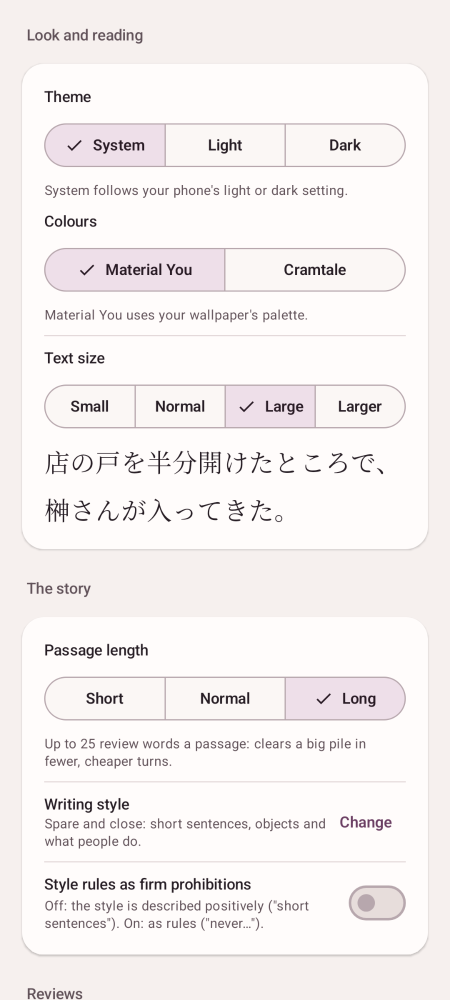 Look and reading
Theme
System
Light
Dark
System follows your phone's light or dark setting.
Colours
Material You
Cramtale
Material You uses your wallpaper's palette.
Text size
Small
Normal
Large
Larger
店の戸を半分開けたところで、
榊さんが入ってきた。
The story
Passage length
Short
Normal
Long
Up to 25 review words a passage: clears a big pile in
fewer, cheaper turns.
Writing style
Spare and close: short sentences, objects and
what people do.
Change
Style rules as firm prohibitions
Off: the style is described positively ("short
sentences"). On: as rules ("never…").
Reviews